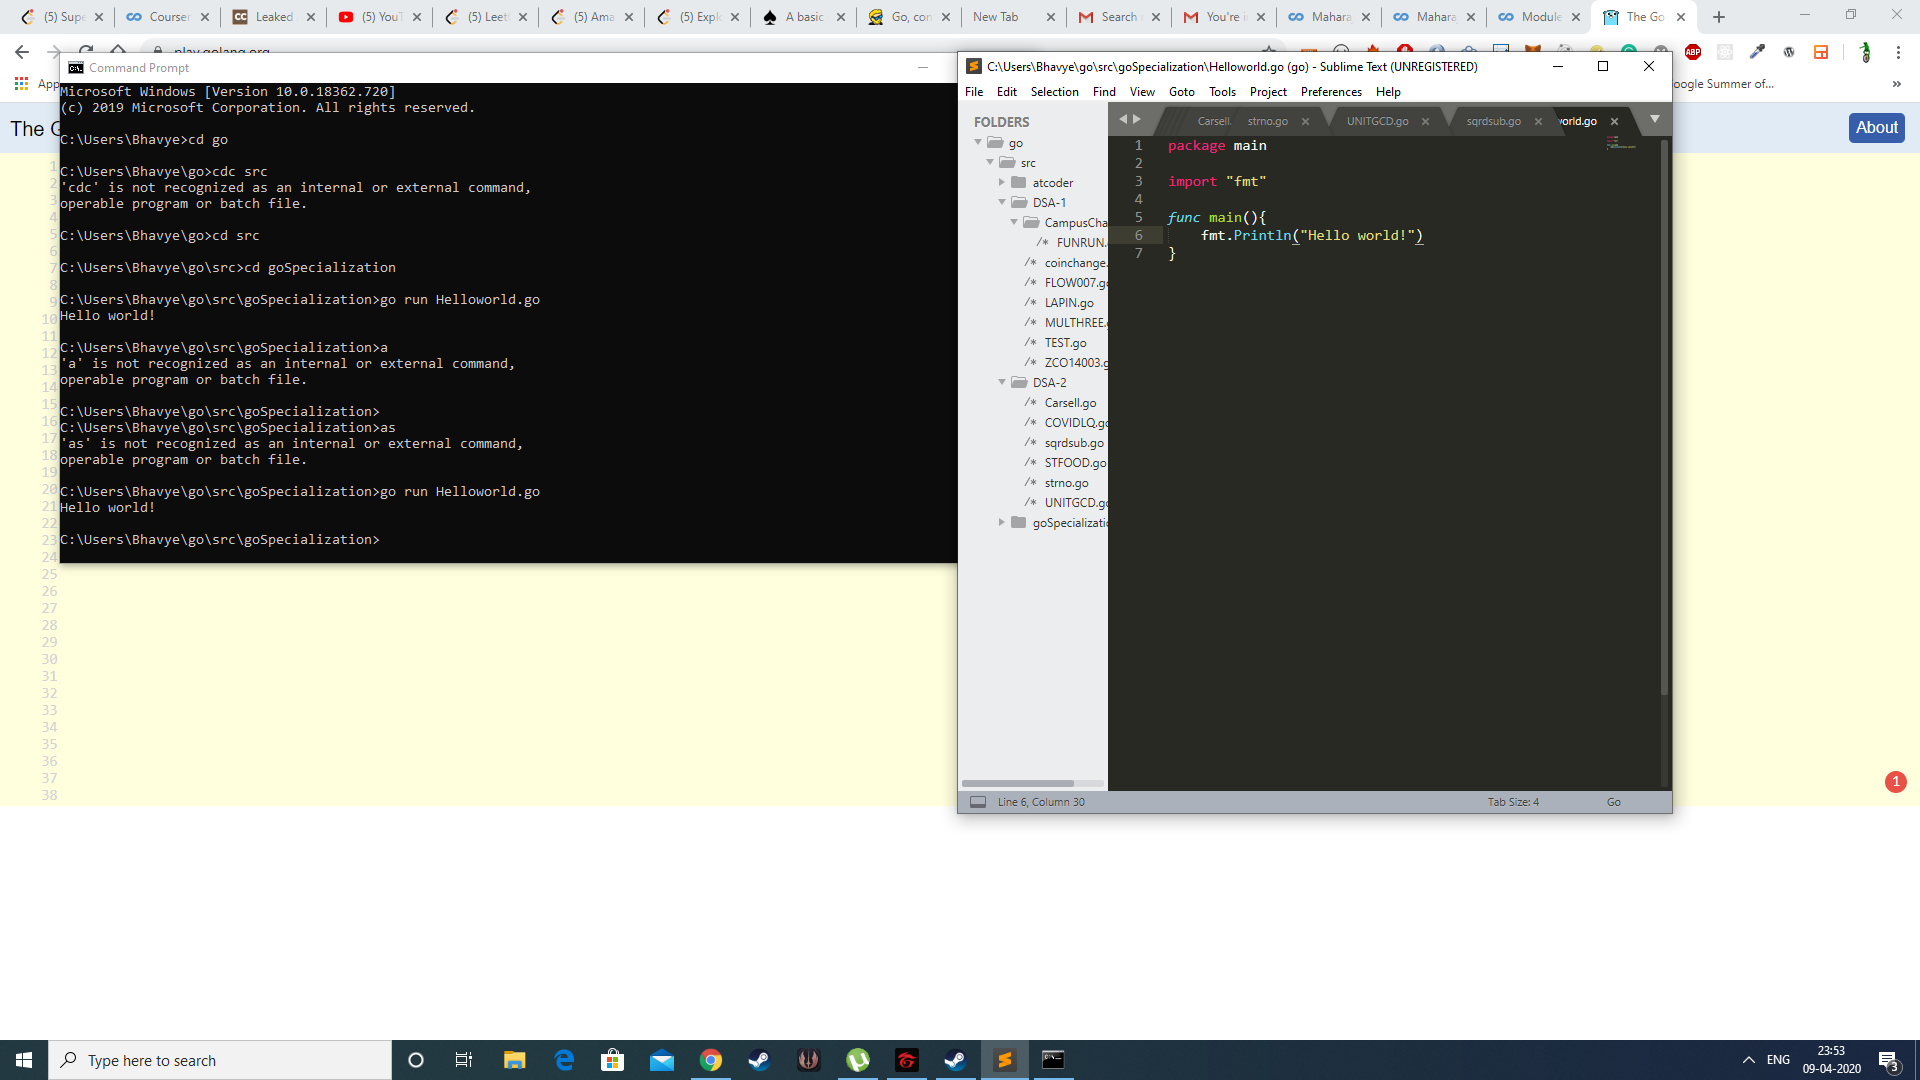 (5) Supe
Courser
Leaked
(5) YouT
(5) Leet
(5) Ama
(5) Explo
A basic
Go, con
New Tab
Search
You're i
Mahara
Mahara
Module
The Go
play.golang.org
App
oogle Summer of...
»
The G
About
Command Prompt
Microsoft Windows [Version 10.0.18362.720]
(c) 2019 Microsoft Corporation. All rights reserved.
C:\Users\Bhavye>cd go
C:\Users\Bhavye\go>cdc src
'cdc' is not recognized as an internal or external command,
operable program or batch file.
C:\Users\Bhavye\go>cd src
C:\Users\Bhavye\go\src>cd goSpecialization
C:\Users\Bhavye\go\src\goSpecialization>go run Helloworld.go
Hello world!
C:\Users\Bhavye\go\src\goSpecialization>a
'a' is not recognized as an internal or external command,
operable program or batch file.
C:\Users\Bhavye\go\src\goSpecialization>
C:\Users\Bhavye\go\src\goSpecialization>as
'as' is not recognized as an internal or external command,
operable program or batch file.
C:\Users\Bhavye\go\src\goSpecialization>go run Helloworld.go
Hello world!
C:\Users\Bhavye\go\src\goSpecialization>
1
2
3
4
5
6
7
8
9
10
11
12
13
14
15
16
17
18
19
20
21
22
23
24
25
26
27
28
29
30
31
32
33
34
35
36
37
38
C:\Users\Bhavye\go\src\goSpecialization\Helloworld.go (go) - Sublime Text (UNREGISTERED)
File Edit Selection Find View Goto Tools Project Preferences Help
FOLDERS
go
src
atcoder
DSA-1
CampusCha
/* FUNRUN.
/* coinchange.
/* FLOW007.go
/* LAPIN.go
/* MULTHREE.
/* TEST.go
/* ZCO14003.g
DSA-2
/* Carsell.go
/* COVIDLQ.go
/* sqrdsub.go
/* STFOOD.go
/* strno.go
/* UNITGCD.go
goSpecializatio
Carsell.
strno.go
UNITGCD.go
sqrdsub.go
world.go
1 package main
2
3 import "fmt"
4
5 func main(){
6 fmt.Println("Hello world!")
7 }
Line 6, Column 30
Tab Size: 4
Go
1
ABP
Type here to search
ENG
23:53
09-04-2020
3